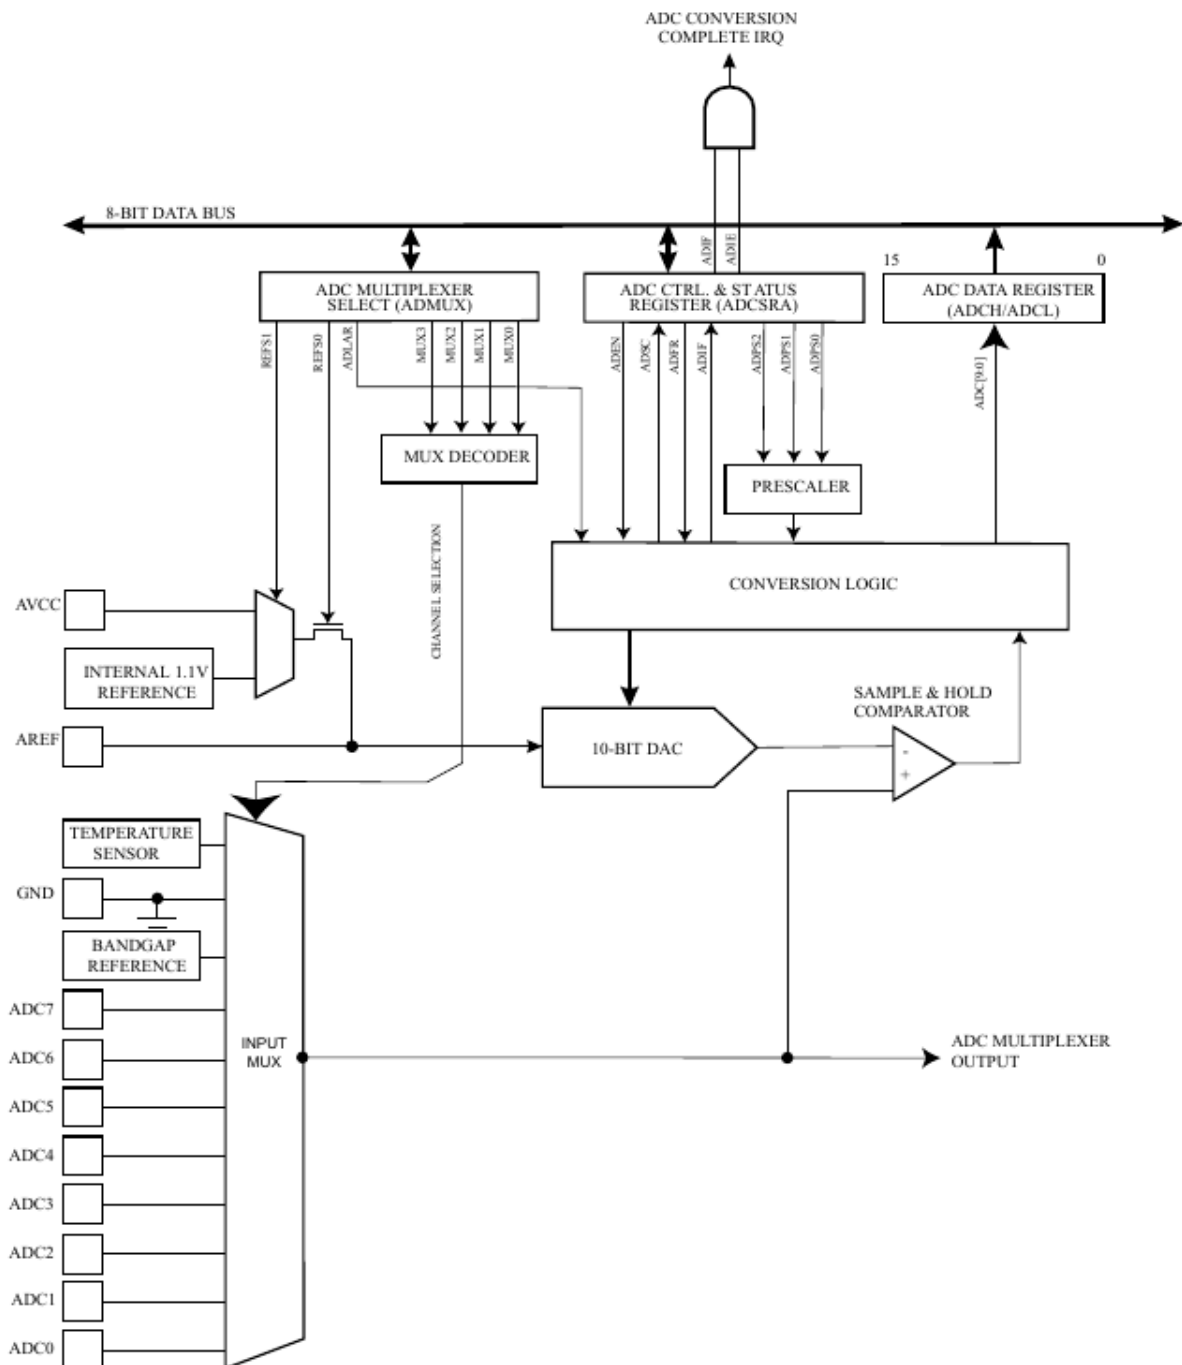 ADC CONVERSION
COMPLETE IRQ
8-BIT DATA BUS
ADIF
ADIE
15
0
ADC MULTIPLEXER
SELECT (ADMUX)
ADC CTRL. & STATUS
REGISTER (ADCSRA)
ADC DATA REGISTER
(ADCH/ADCL)
REFS1
REFS0
ADLAR
MUX3
MUX2
MUX1
MUX0
ADEN
ADSC
ADFR
ADIF
ADPS2
ADPS1
ADPS0
ADC[9:0]
MUX DECODER
PRESCALER
CHANNEL SELECTION
CONVERSION LOGIC
AVCC
INTERNAL 1.1V
REFERENCE
SAMPLE & HOLD
COMPARATOR
AREF
10-BIT DAC
-
+
TEMPERATURE
SENSOR
GND
BANDGAP
REFERENCE
ADC7
INPUT
MUX
ADC MULTIPLEXER
OUTPUT
ADC6
ADC5
ADC4
ADC3
ADC2
ADC1
ADC0